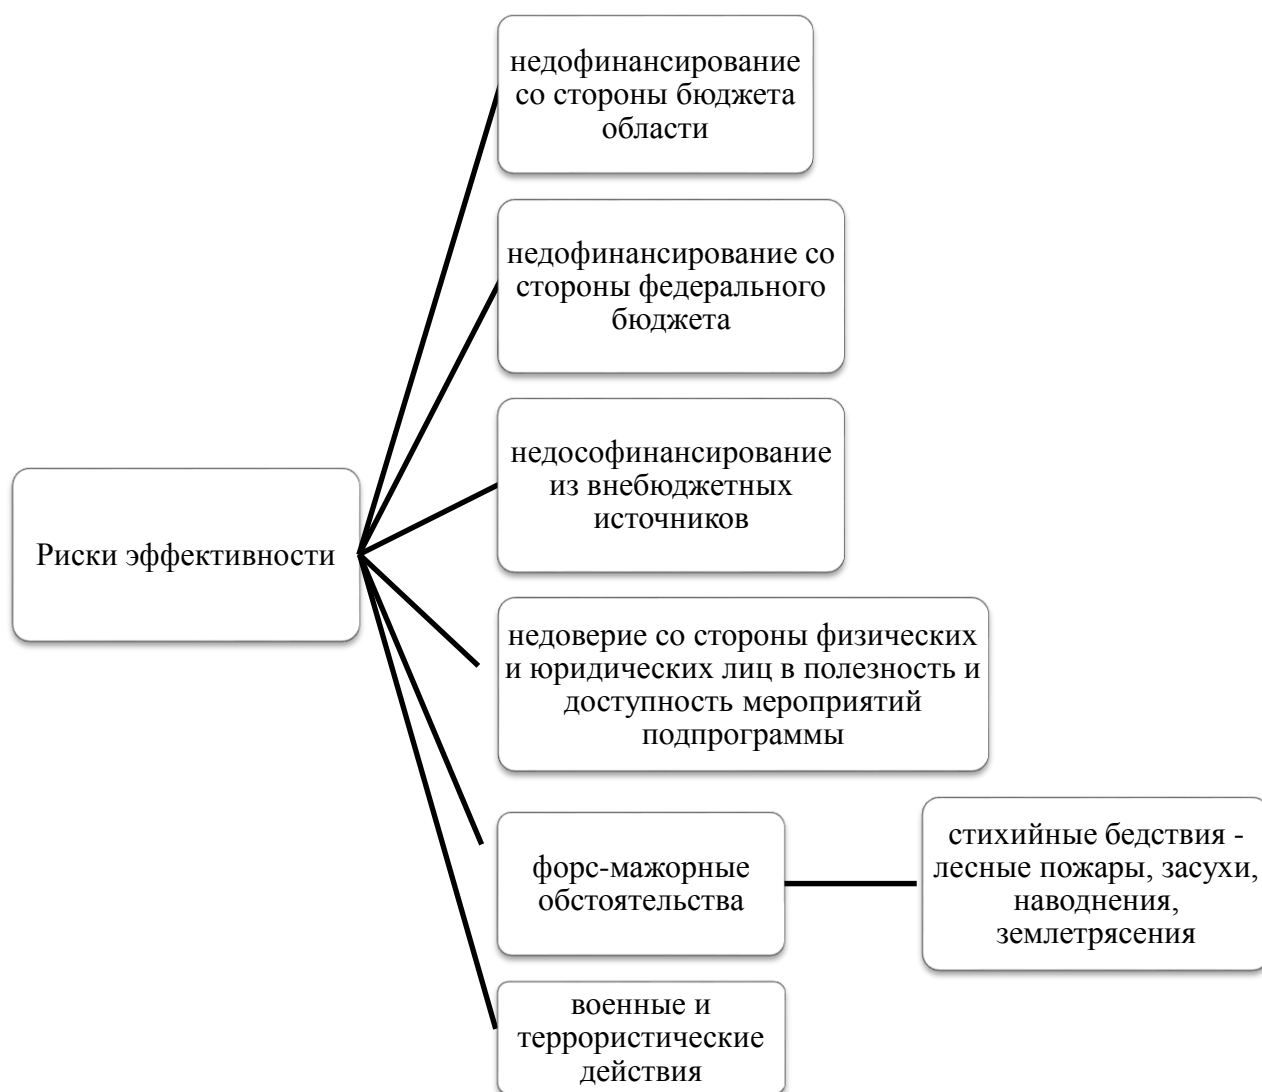 недофинансирование
со стороны бюджета
области
недофинансирование со
стороны федерального
бюджета
недософинансирование
из внебюджетных
источников
Риски эффективности
недоверие со стороны физических
и юридических лиц в полезность и
доступность мероприятий
подпрограммы
форс-мажорные
обстоятельства
стихийные бедствия -
лесные пожары, засухи,
наводнения,
землетрясения
военные и
террористические
действия